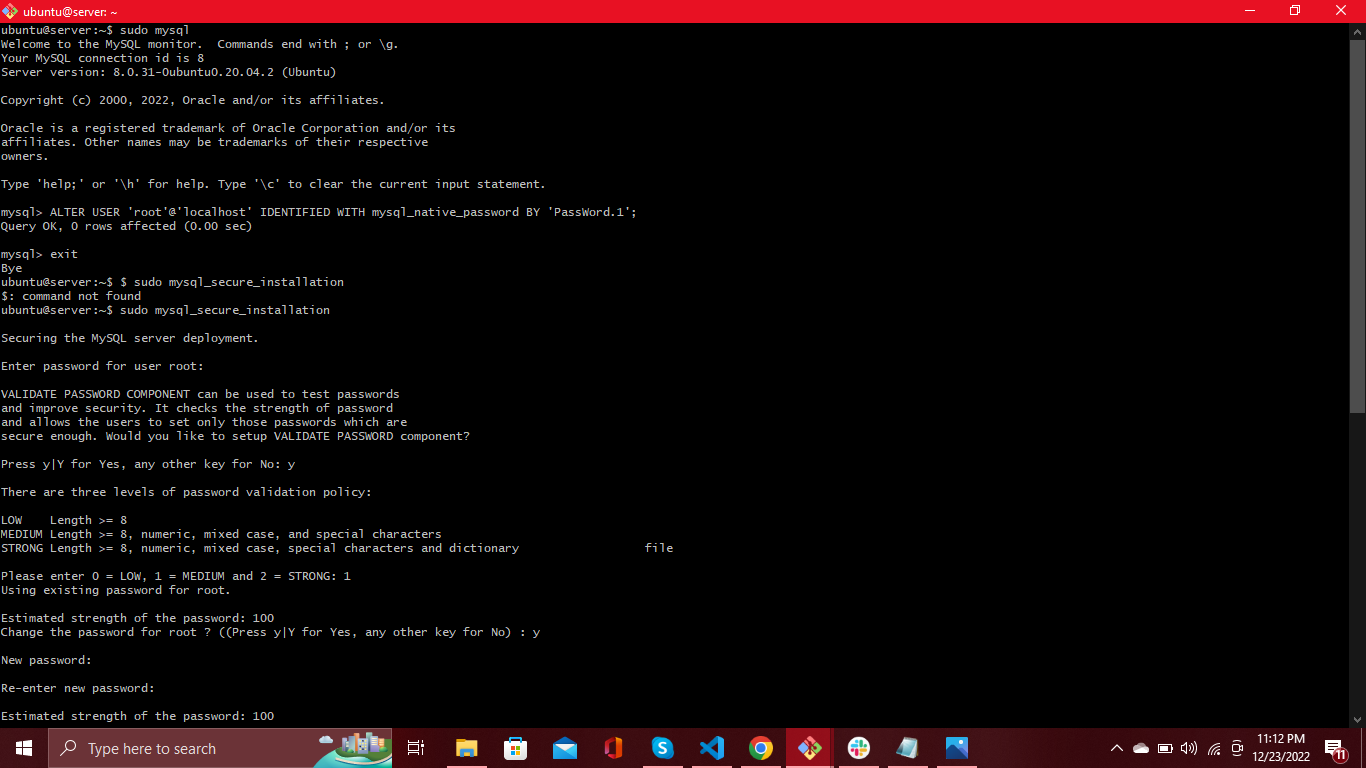 ubuntu@server: ~
ubuntu@server:~$ sudo mysql
Welcome to the MySQL monitor.  Commands end with ; or \g.
Your MySQL connection id is 8
Server version: 8.0.31-0ubuntu0.20.04.2 (Ubuntu)
Copyright (c) 2000, 2022, Oracle and/or its affiliates.
Oracle is a registered trademark of Oracle Corporation and/or its
affiliates. Other names may be trademarks of their respective
owners.
Type 'help;' or '\h' for help. Type '\c' to clear the current input statement.
mysql> ALTER USER 'root'@'localhost' IDENTIFIED WITH mysql_native_password BY 'PassWord.1';
Query OK, 0 rows affected (0.00 sec)
mysql> exit
Bye
ubuntu@server:~$ $ sudo mysql_secure_installation
$: command not found
ubuntu@server:~$ sudo mysql_secure_installation
Securing the MySQL server deployment.
Enter password for user root:
VALIDATE PASSWORD COMPONENT can be used to test passwords
and improve security. It checks the strength of password
and allows the users to set only those passwords which are
secure enough. Would you like to setup VALIDATE PASSWORD component?
Press y|Y for Yes, any other key for No: y
There are three levels of password validation policy:
LOW    Length >= 8
MEDIUM Length >= 8, numeric, mixed case, and special characters
STRONG Length >= 8, numeric, mixed case, special characters and dictionary                  file
Please enter 0 = LOW, 1 = MEDIUM and 2 = STRONG: 1
Using existing password for root.
Estimated strength of the password: 100
Change the password for root ? ((Press y|Y for Yes, any other key for No) : y
New password:
Re-enter new password:
Estimated strength of the password: 100
Type here to search
11:12 PM
12/23/2022
11